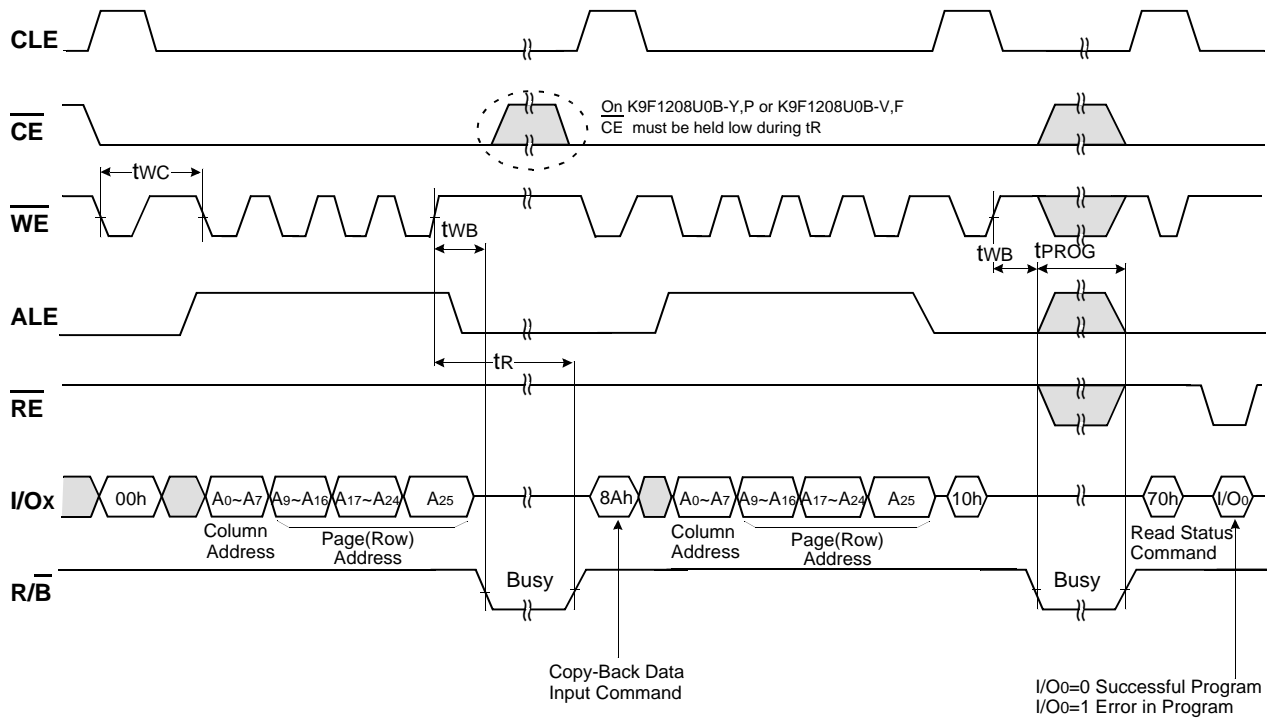 CLE
CE
On K9F1208U0B-Y,P or K9F1208U0B-V,F
CE must be held low during tR
tWC
WE
tWB
tWB
tPROG
ALE
tR
RE
I/Ox
00h
A0~A7
A9~A16
A17~A24
A25
8Ah
A0~A7
A9~A16
A17~A24
A25
10h
70h
I/O0
Column
Address
Page(Row)
Address
Column
Address
Page(Row)
Address
Read Status
Command
R/B
Busy
Busy
Copy-Back Data
Input Command
I/O0=0 Successful Program
I/O0=1 Error in Program